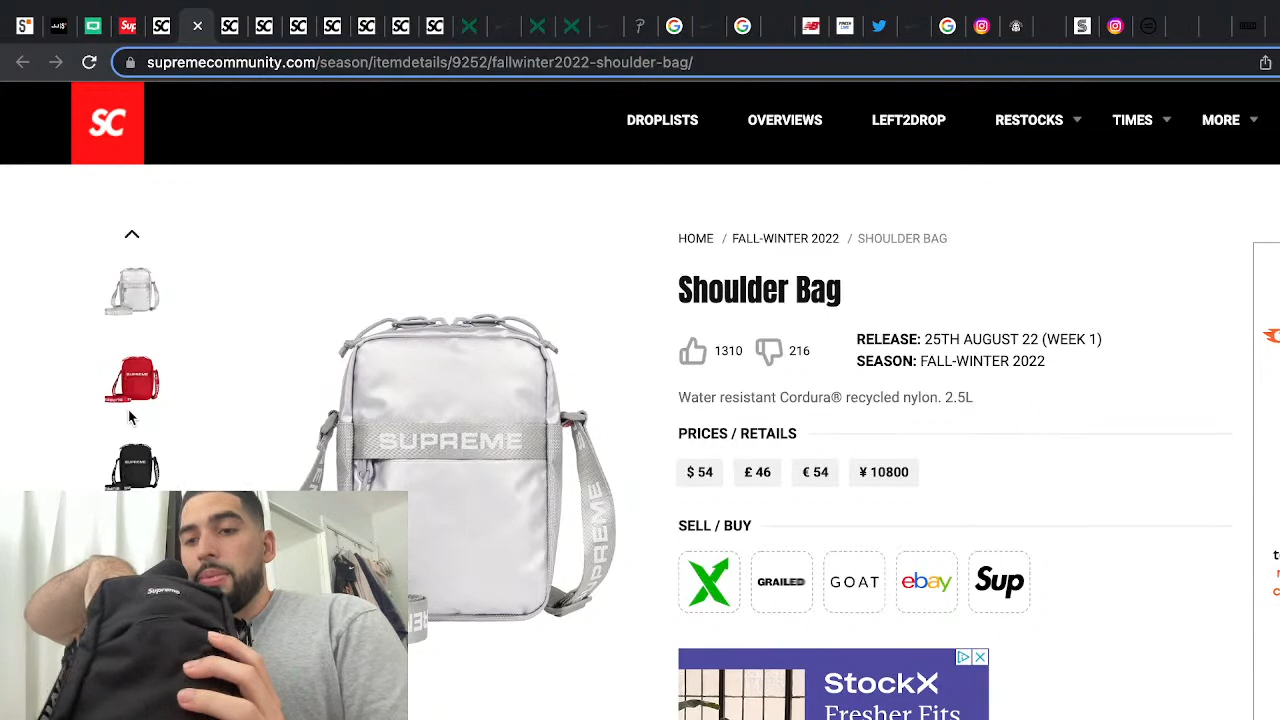 supremecommunity.com/season/itemdetails/9252/fallwinter2022-shoulder-bag/
SC
DROPLISTS
OVERVIEWS
LEFT2DROP
RESTOCKS
TIMES
MORE
HOME / FALL-WINTER 2022 / SHOULDER BAG
Shoulder Bag
1310
216
RELEASE: 25TH AUGUST 22 (WEEK 1)
SEASON: FALL-WINTER 2022
Water resistant Cordura® recycled nylon. 2.5L
PRICES / RETAILS
$ 54
£ 46
€ 54
¥ 10800
SELL / BUY
GRAILED
GOAT
ebay
Sup
StockX
Fresher Fits
SUPREME
SUPREME
Supreme